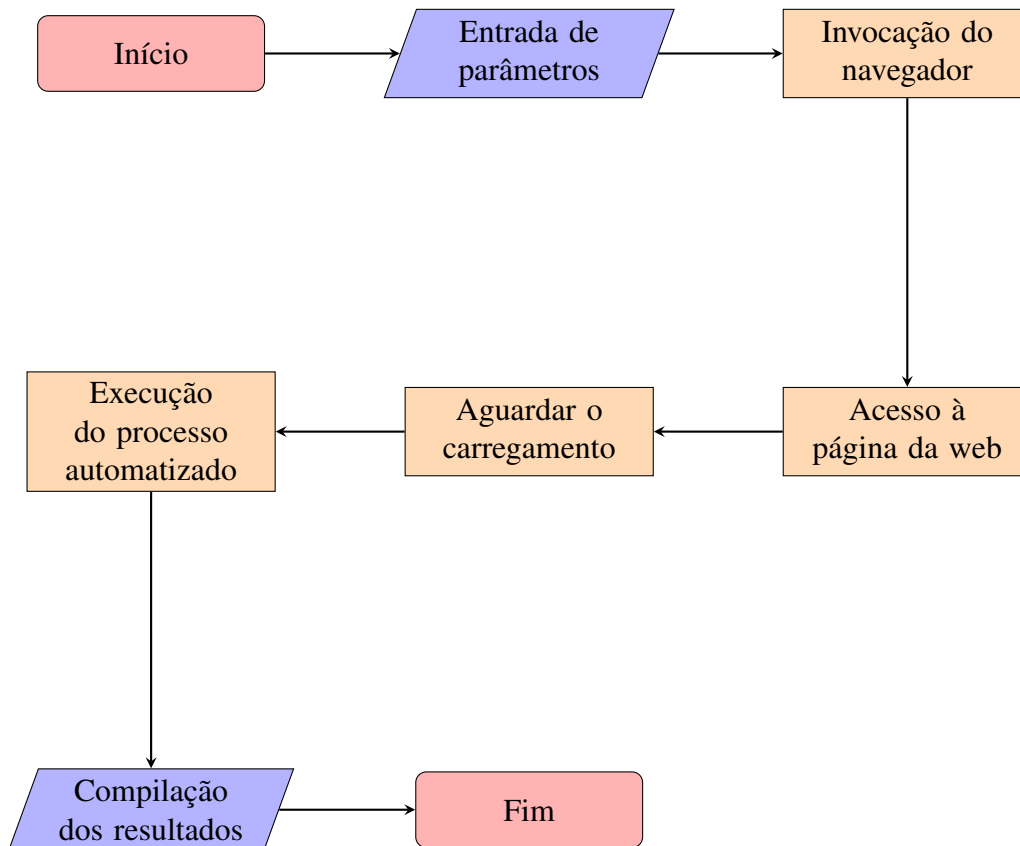 Início
Entrada de
parâmetros
Invocação do
navegador
Acesso à
página da web
Aguardar o
carregamento
Execução
do processo
automatizado
Compilação
dos resultados
Fim